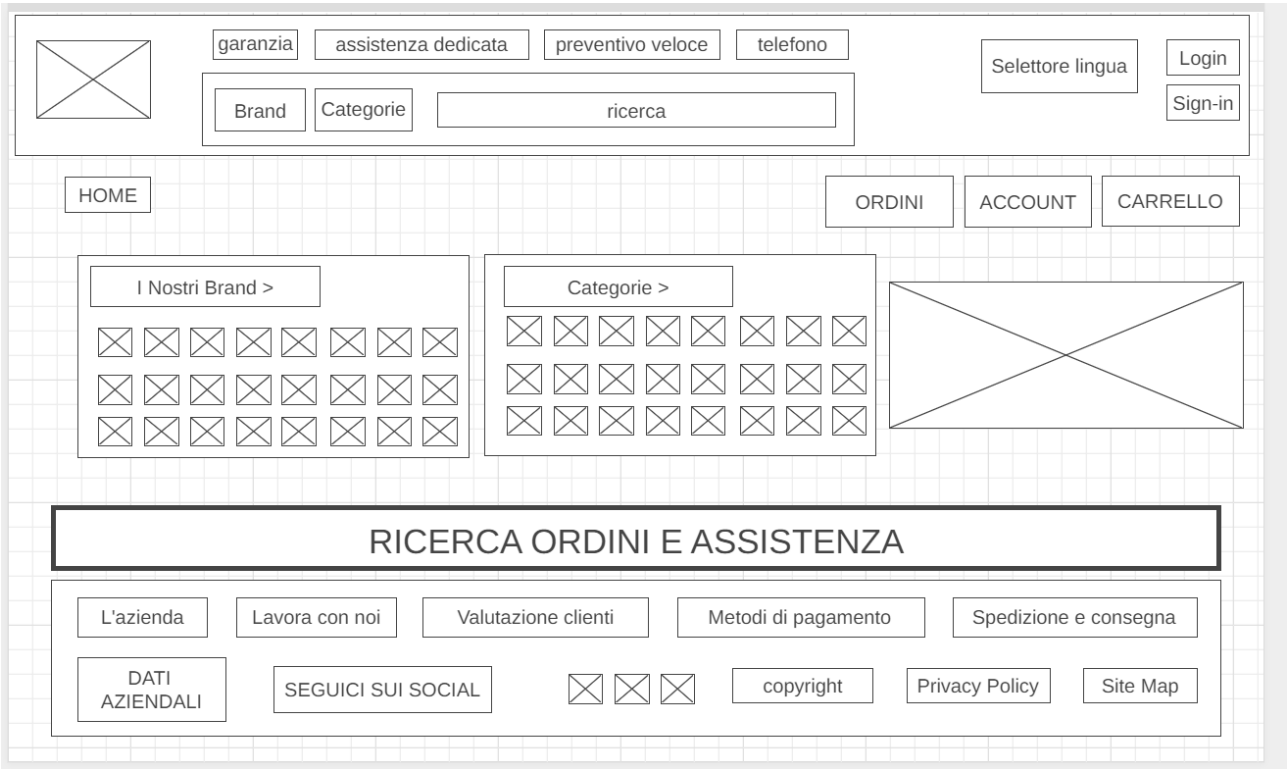 garanzia
assistenza dedicata
preventivo veloce
telefono
Selettore lingua
Login
Sign-in
Brand
Categorie
ricerca
HOME
ORDINI
ACCOUNT
CARRELLO
I Nostri Brand >
Categorie >
RICERCA ORDINI E ASSISTENZA
L'azienda
Lavora con noi
Valutazione clienti
Metodi di pagamento
Spedizione e consegna
DATI
AZIENDALI
SEGUICI SUI SOCIAL
copyright
Privacy Policy
Site Map